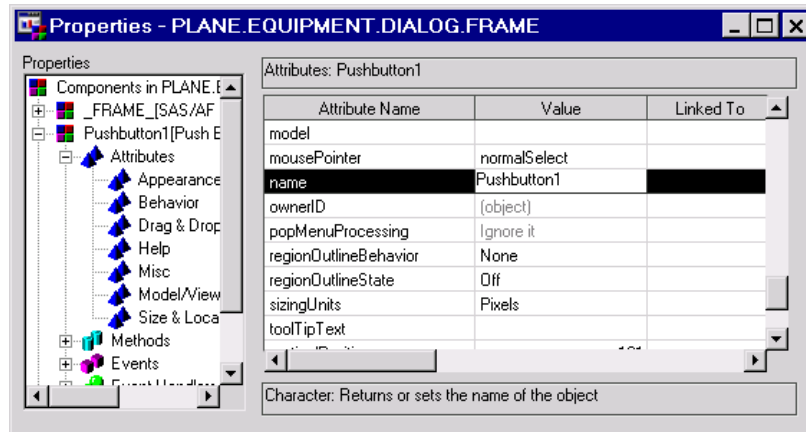 Properties - PLANE.EQUIPMENT.DIALOG.FRAME
Properties
Components in PLANE.E
_FRAME_[SAS/AF
Pushbutton1[Push B
Attributes
Appearance
Behavior
Drag & Drop
Help
Misc
Model/View
Size & Loca
Methods
Events
Event Handlers
Attributes: Pushbutton1
Attribute Name Value Linked To
model
mousePointer normalSelect
name Pushbutton1
ownerID (object)
popMenuProcessing Ignore it
regionOutlineBehavior None
regionOutlineState Off
sizingUnits Pixels
toolTipText
Character: Returns or sets the name of the object